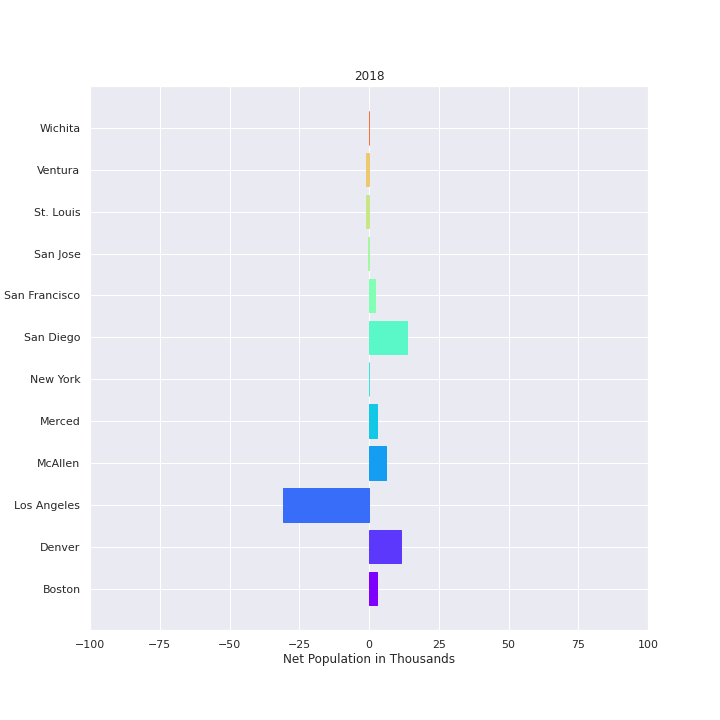 2018
Wichita
Ventura
St. Louis
San Jose
San Francisco
San Diego
New York
Merced
McAllen
Los Angeles
Denver
Boston
−100 −75 −50 −25 0 25 50 75 100
Net Population in Thousands